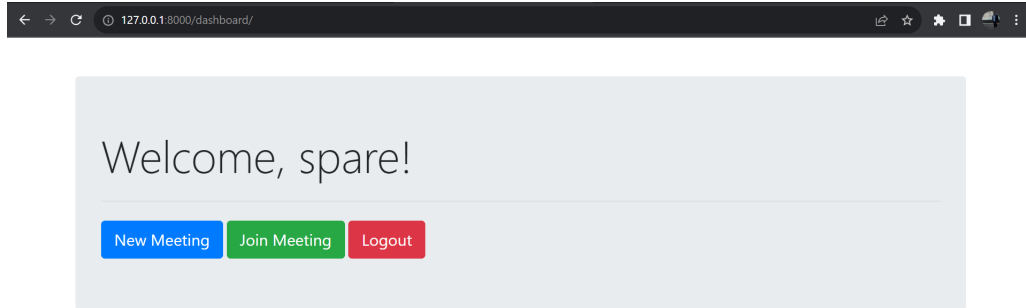 127.0.0.1:8000/dashboard/
Welcome, spare!
New Meeting Join Meeting Logout